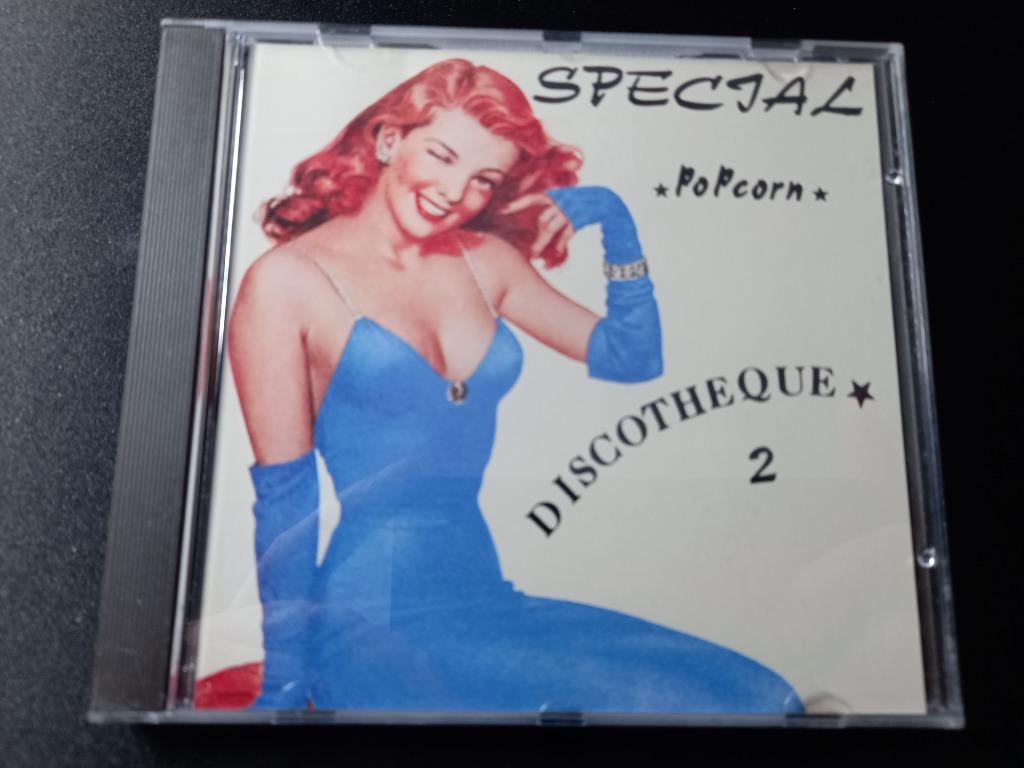 SPECIAL
★ PoPcorn ★
DISCOTHEQUE ★
2